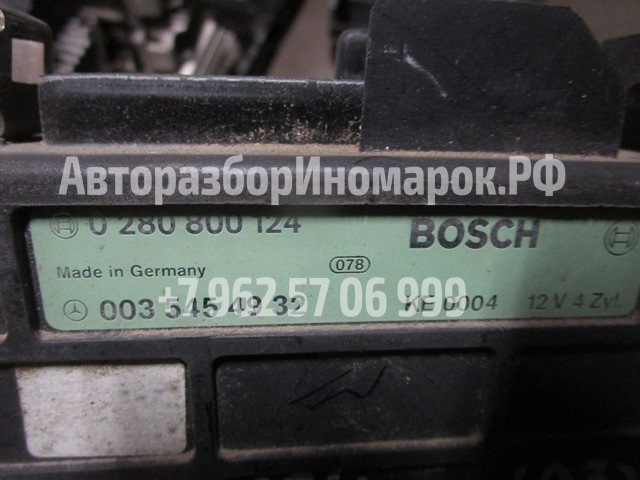 АвторазборИномарок.РФ
0 280 800 124 BOSCH
Made in Germany 078
+7 962 57 06 999
003 545 49 32 KE 0004 12 V 4 Zyl.